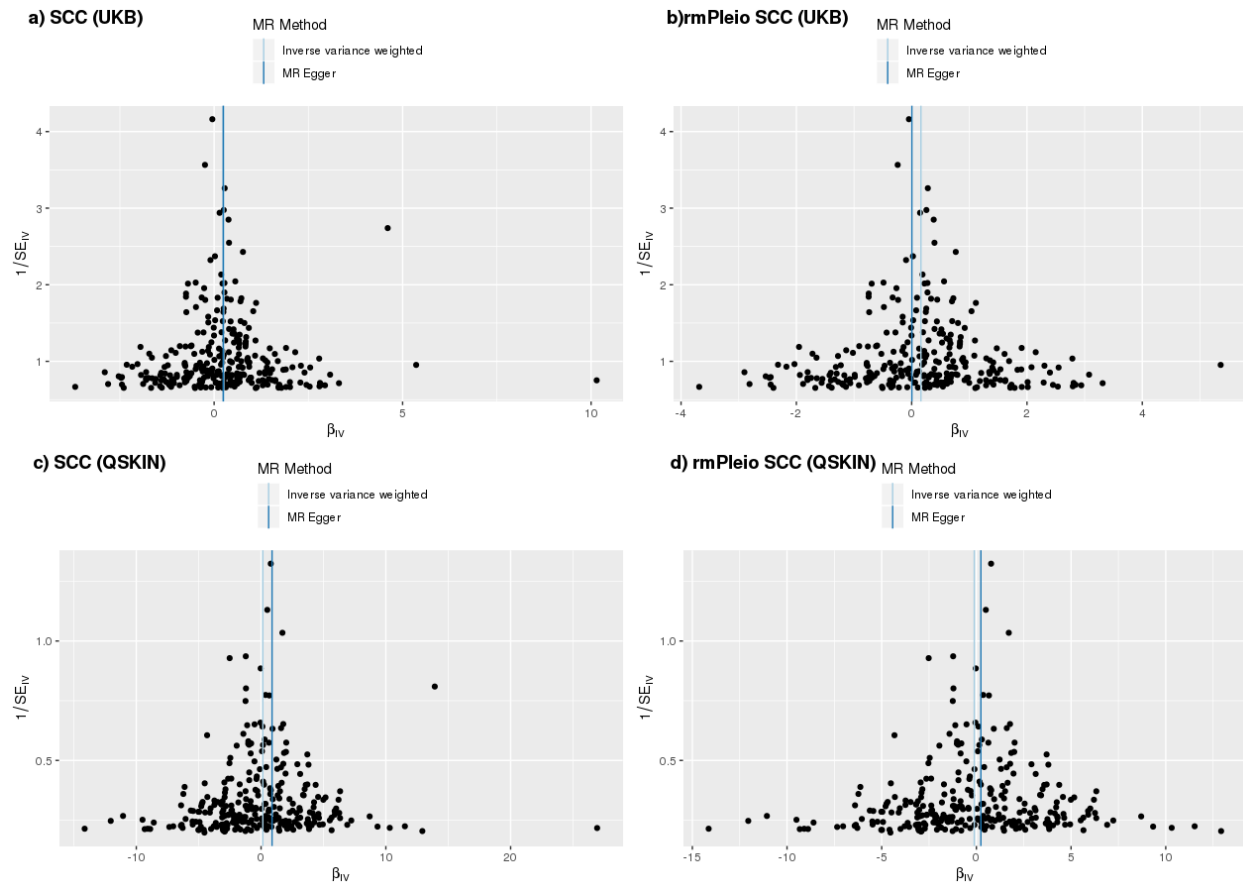 a) SCC (UKB)
MR Method
Inverse variance weighted
MR Egger
4
3
2
1
1/SE_IV
0
5
10
β_IV
b)rmPleio SCC (UKB)
MR Method
Inverse variance weighted
MR Egger
4
3
2
1
1/SE_IV
-4
-2
0
2
4
β_IV
c) SCC (QSKIN)
MR Method
Inverse variance weighted
MR Egger
1.0
0.5
1/SE_IV
-10
0
10
20
β_IV
d) rmPleio SCC (QSKIN)
MR Method
Inverse variance weighted
MR Egger
1.0
0.5
1/SE_IV
-15
-10
-5
0
5
10
β_IV